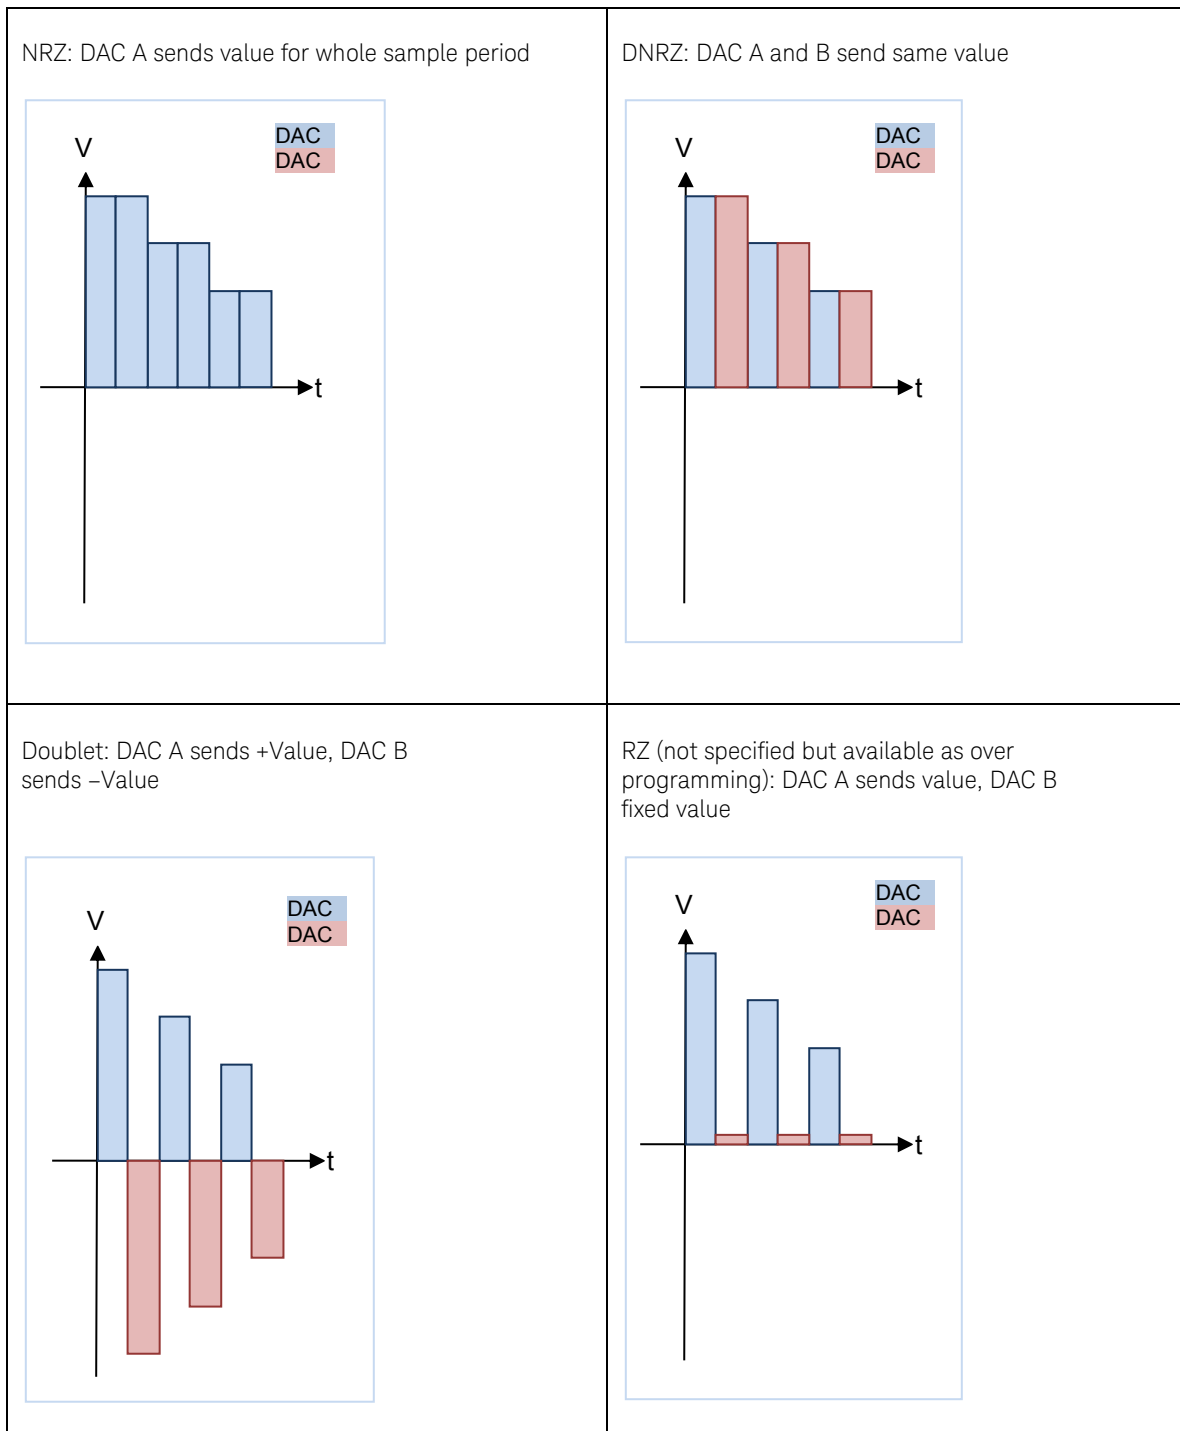 NRZ: DAC A sends value for whole sample period
DAC
DAC
V
t
DNRZ: DAC A and B send same value
DAC
DAC
V
t
Doublet: DAC A sends +Value, DAC B
sends –Value
DAC
DAC
V
t
RZ (not specified but available as over
programming): DAC A sends value, DAC B
fixed value
DAC
DAC
V
t